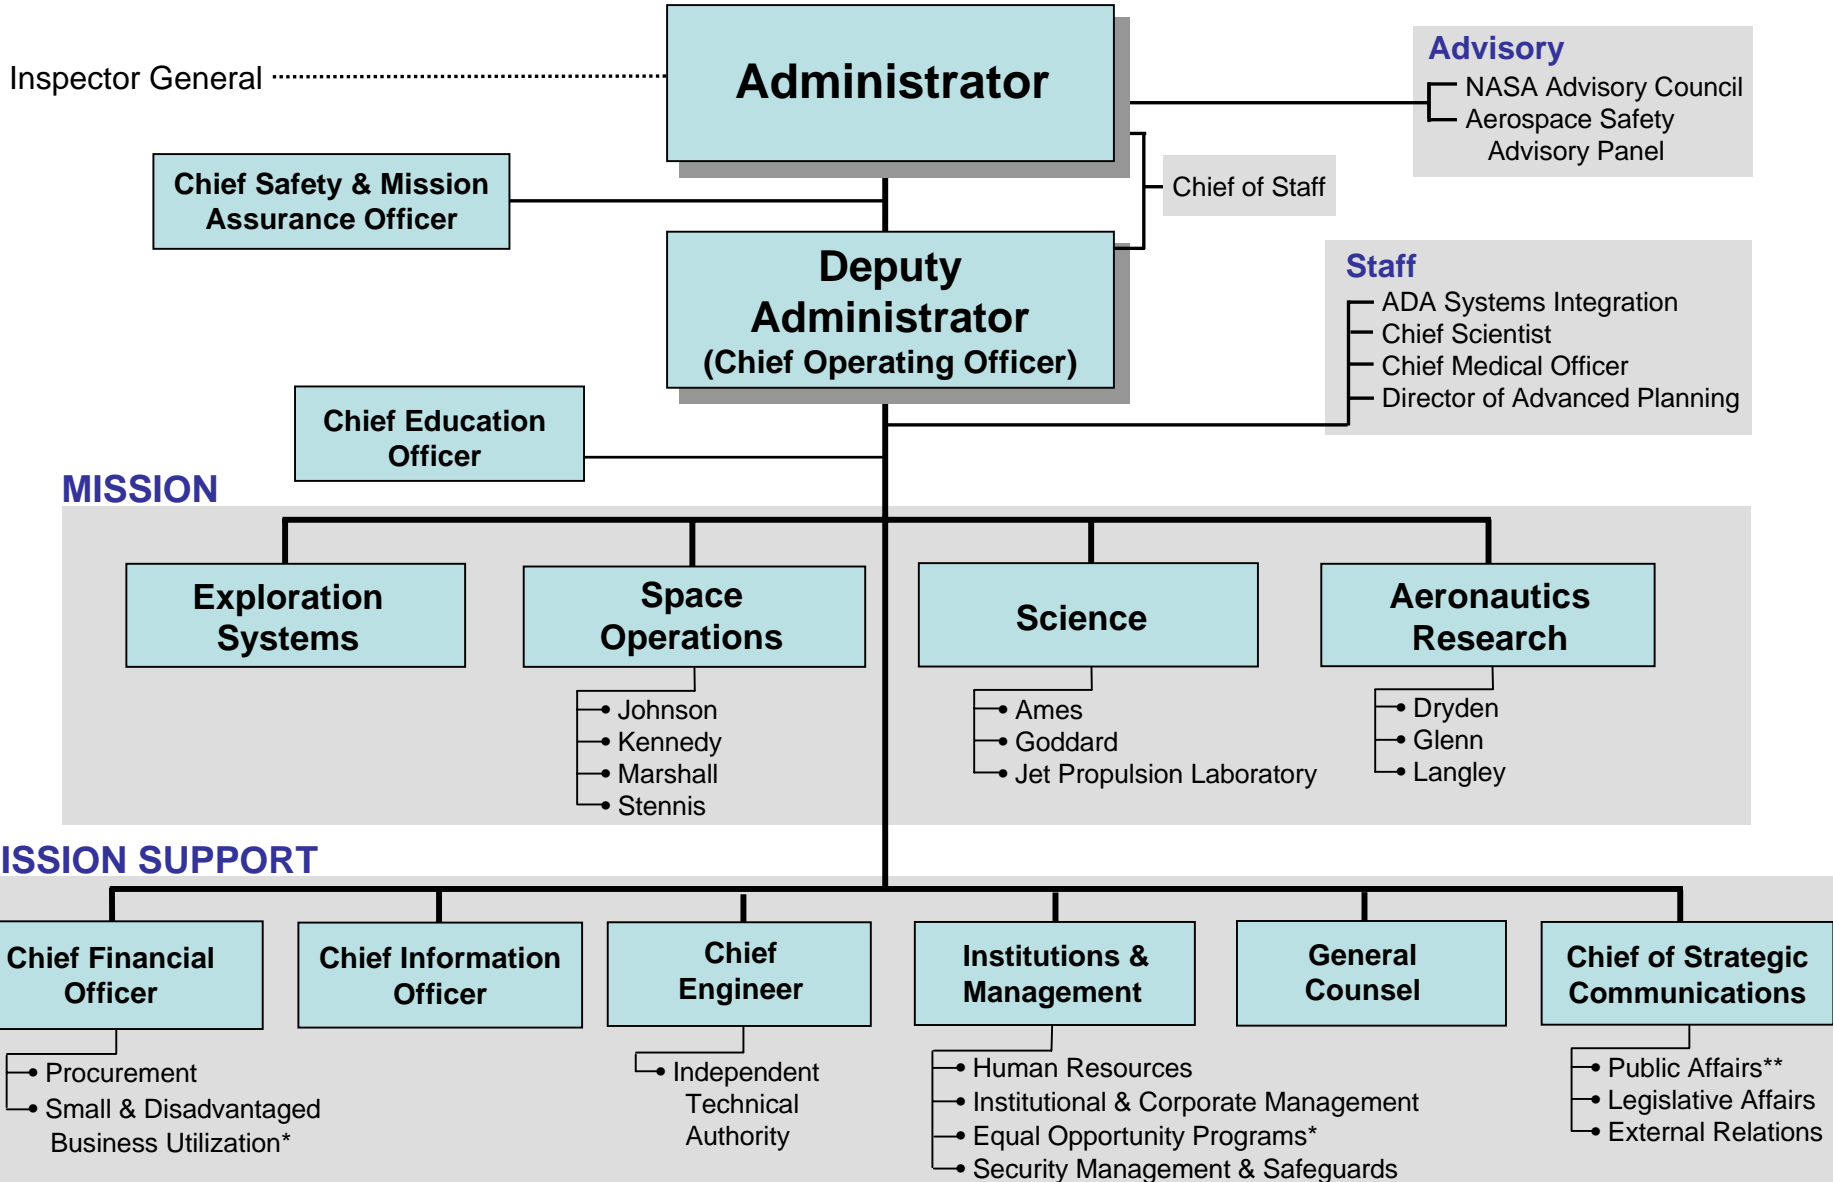 Administrator
Inspector General
Advisory
NASA Advisory Council
Aerospace Safety
Advisory Panel
Chief Safety & Mission
Assurance Officer
Chief of Staff
Deputy
Administrator
(Chief Operating Officer)
Staff
ADA Systems Integration
Chief Scientist
Chief Medical Officer
Director of Advanced Planning
Chief Education
Officer
MISSION
Exploration
Systems
Space
Operations
Johnson
Kennedy
Marshall
Stennis
Science
Ames
Goddard
Jet Propulsion Laboratory
Aeronautics
Research
Dryden
Glenn
Langley
ISSION SUPPORT
Chief Financial
Officer
Procurement
Small & Disadvantaged
Business Utilization*
Chief Information
Officer
Chief
Engineer
Independent
Technical
Authority
Institutions &
Management
Human Resources
Institutional & Corporate Management
Equal Opportunity Programs*
Security Management & Safeguards
General
Counsel
Chief of Strategic
Communications
Public Affairs**
Legislative Affairs
External Relations